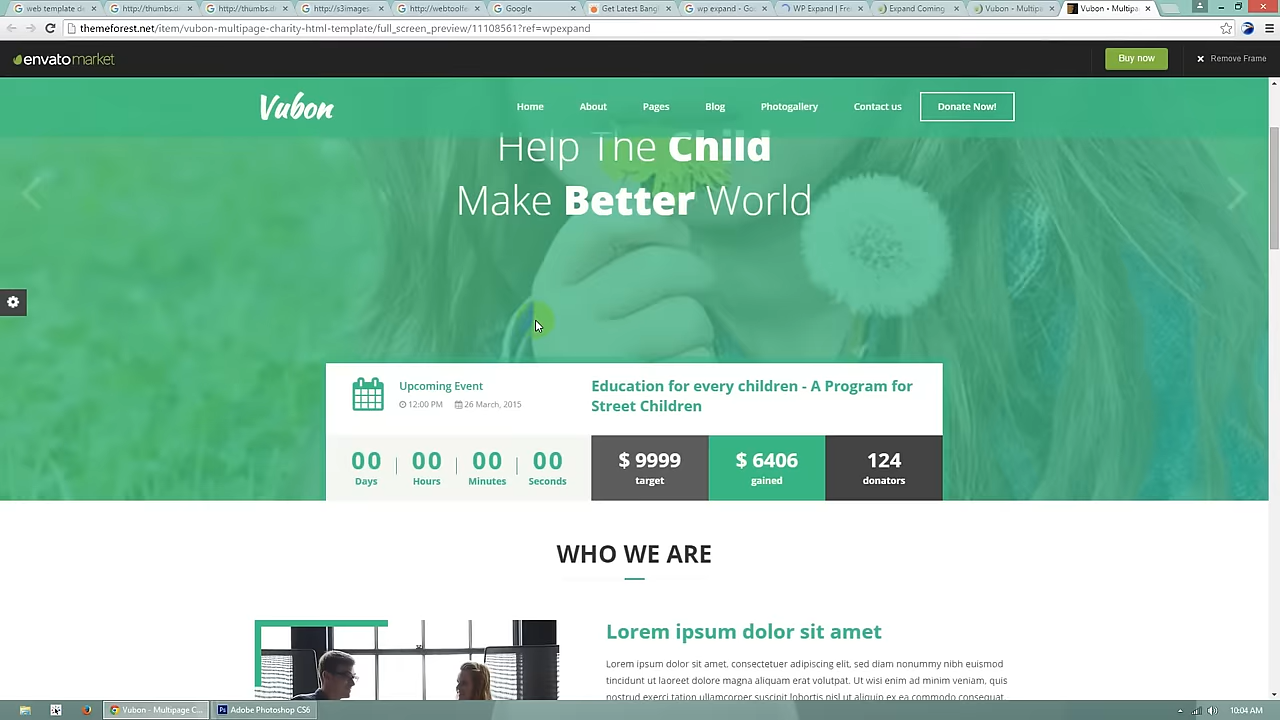 web template de
http://thumbs.d
http://thumbs.d
http://s3images.
http://webtoolfe
Google
Get Latest Bangl
wp expand - Go
WP Expand | Fre
Expand Coming
Vubon - Multipa
Vubon - Multipa
themeforest.net/item/vubon-multipage-charity-html-template/full_screen_preview/11108561?ref=wpexpand
envatomarket
Buy now
Remove Frame
Vubon
Home
About
Pages
Blog
Photogallery
Contact us
Donate Now!
Help The Child
Make Better World
Upcoming Event
12:00 PM
26 March, 2015
Education for every children - A Program for
Street Children
00
00
00
00
Days
Hours
Minutes
Seconds
$ 9999
target
$ 6406
gained
124
donators
WHO WE ARE
Lorem ipsum dolor sit amet
Lorem ipsum dolor sit amet, consectetuer adipiscing elit, sed diam nonummy nibh euismod
tincidunt ut laoreet dolore magna aliquam erat volutpat. Ut wisi enim ad minim veniam, quis
nostrud exerci tation ullamcorper suscipit lobortis nisl ut aliquip ex ea commodo consequat.
Vubon - Multipage C...
Adobe Photoshop CS6
10:04 AM